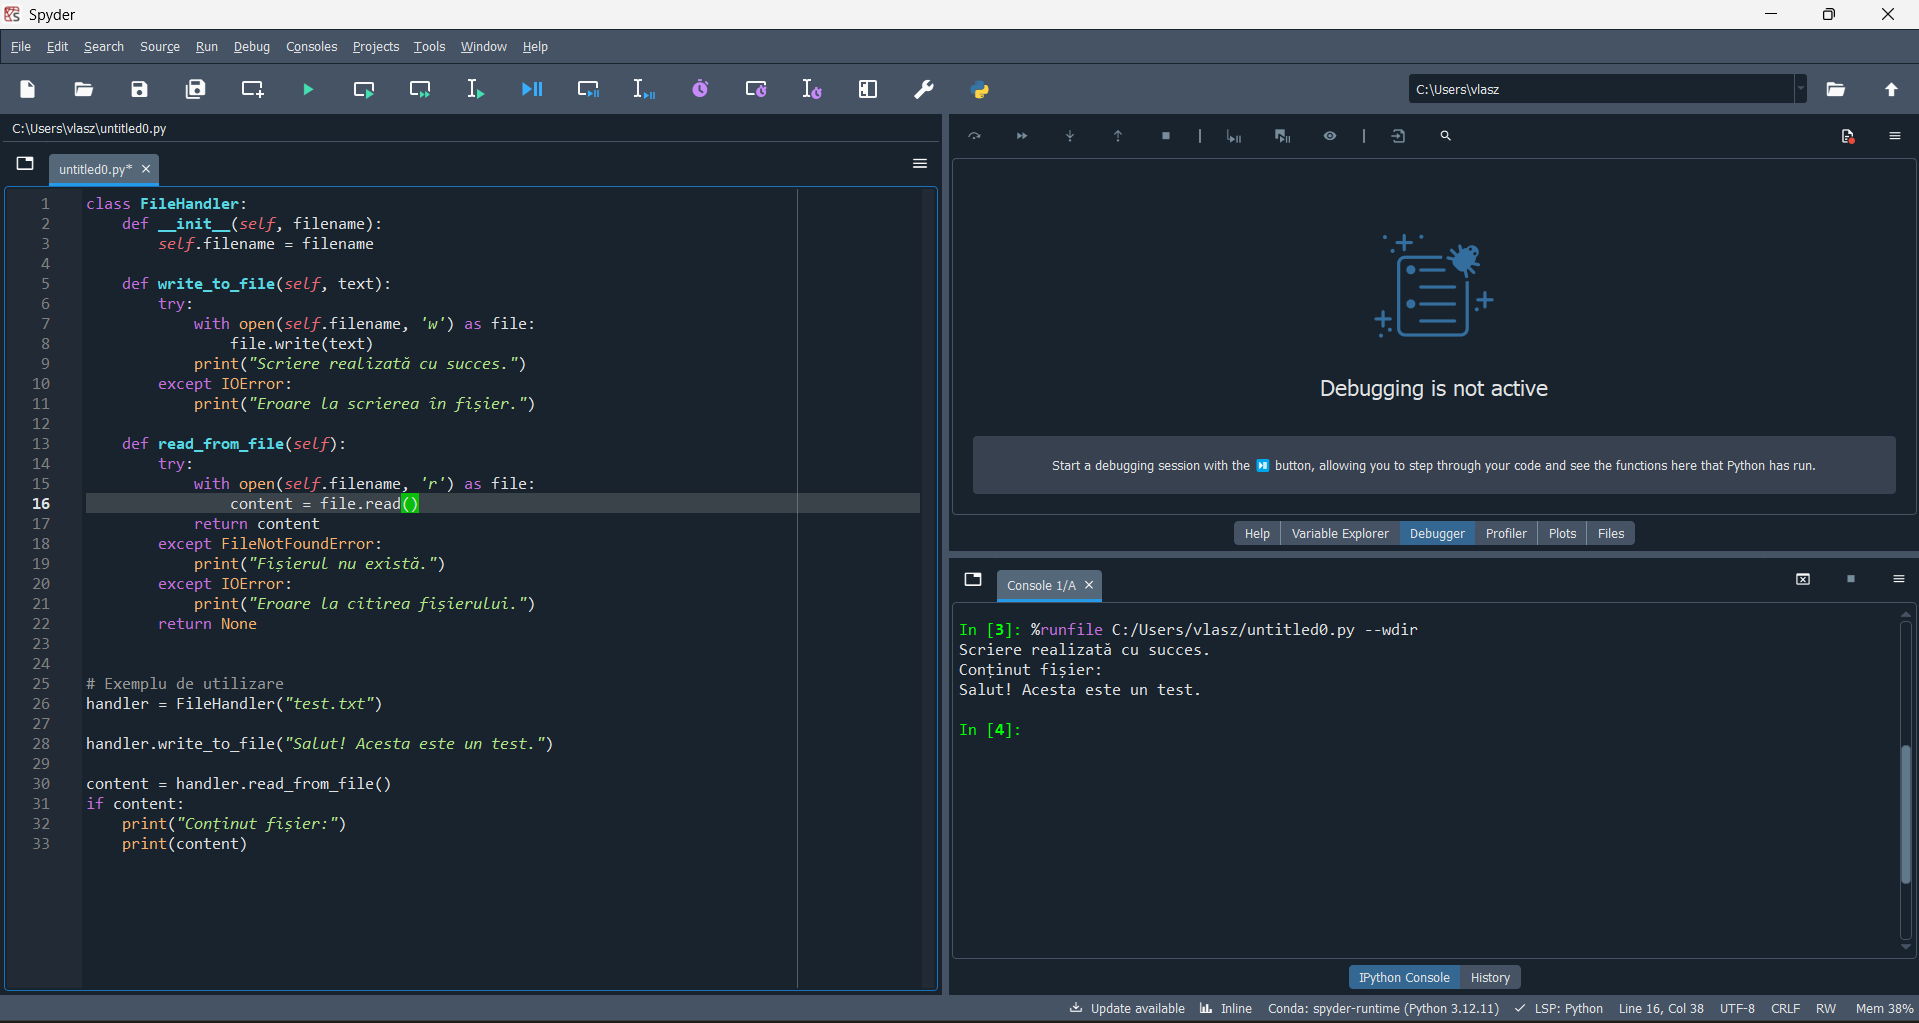 Spyder
File Edit Search Source Run Debug Consoles Projects Tools Window Help
C:\Users\vlasz
C:\Users\vlasz\untitled0.py
untitled0.py*
1 class FileHandler:
2 def __init__(self, filename):
3 self.filename = filename
4
5 def write_to_file(self, text):
6 try:
7 with open(self.filename, 'w') as file:
8 file.write(text)
9 print("Scriere realizată cu succes.")
10 except IOError:
11 print("Eroare la scrierea în fișier.")
12
13 def read_from_file(self):
14 try:
15 with open(self.filename, 'r') as file:
16 content = file.read()
17 return content
18 except FileNotFoundError:
19 print("Fișierul nu există.")
20 except IOError:
21 print("Eroare la citirea fișierului.")
22 return None
23
24
25 # Exemplu de utilizare
26 handler = FileHandler("test.txt")
27
28 handler.write_to_file("Salut! Acesta este un test.")
29
30 content = handler.read_from_file()
31 if content:
32 print("Conținut fișier:")
33 print(content)
Debugging is not active
Start a debugging session with the button, allowing you to step through your code and see the functions here that Python has run.
Help Variable Explorer Debugger Profiler Plots Files
Console 1/A
In [3]: %runfile C:/Users/vlasz/untitled0.py --wdir
Scriere realizată cu succes.
Conținut fișier:
Salut! Acesta este un test.
In [4]:
IPython Console History
Update available Inline Conda: spyder-runtime (Python 3.12.11) LSP: Python Line 16, Col 38 UTF-8 CRLF RW Mem 38%